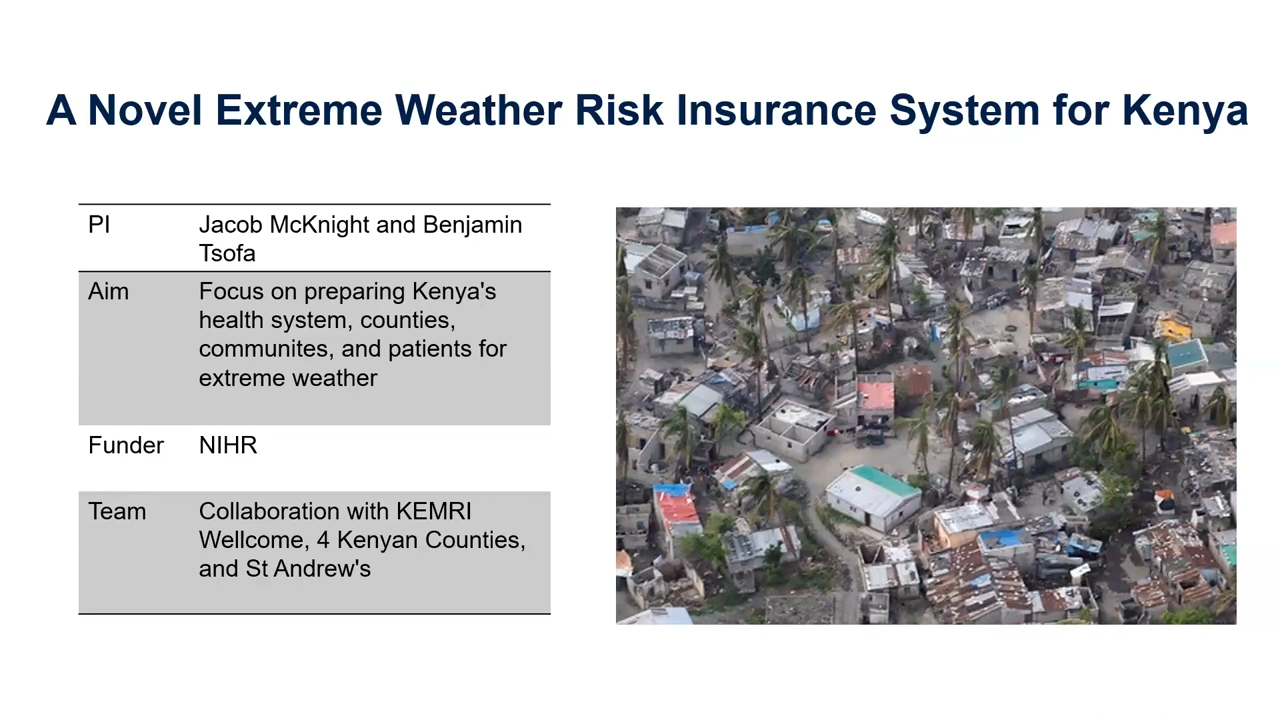 A Novel Extreme Weather Risk Insurance System for Kenya
PI
Jacob McKnight and Benjamin
Tsofa
Aim
Focus on preparing Kenya's
health system, counties,
communites, and patients for
extreme weather
Funder
NIHR
Team
Collaboration with KEMRI
Wellcome, 4 Kenyan Counties,
and St Andrew's